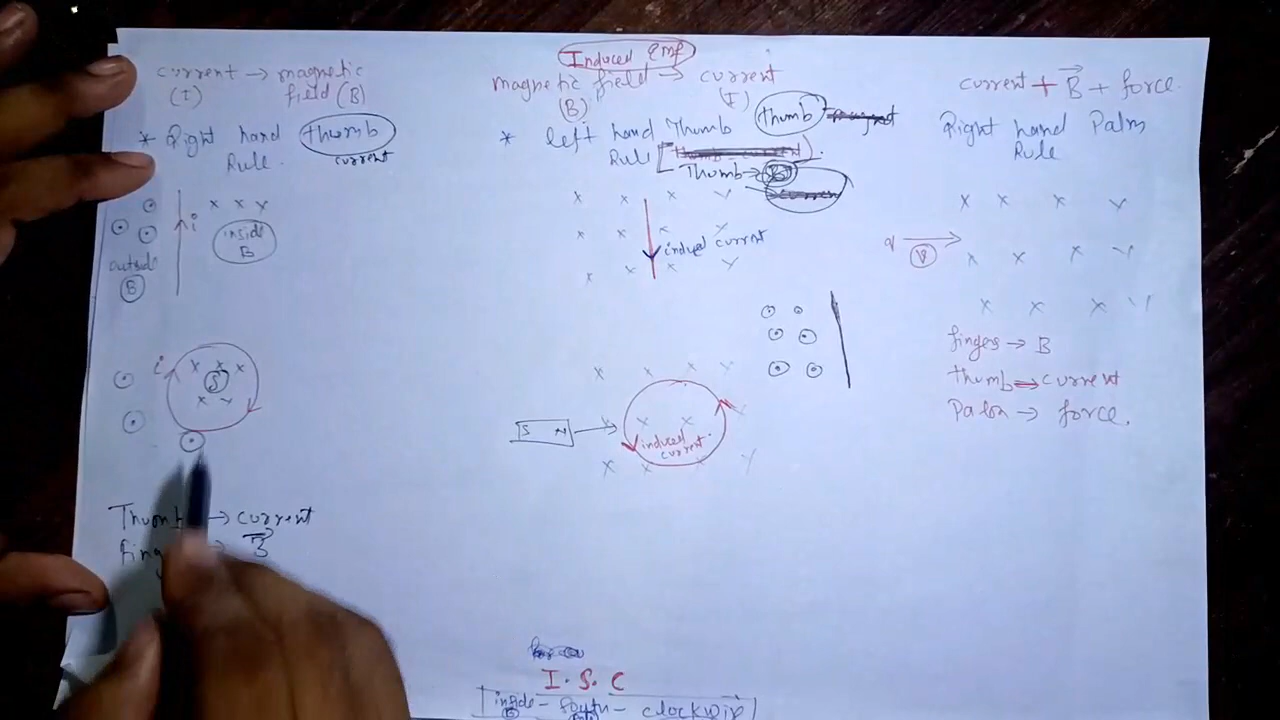 Induced emf
current → magnetic
(I) field (B)
* Right hand thumb
Rule. current
i
inside
B
outside
B
i
S
Thumb → current
B
magnetic field → current
(B) (I)
* left hand Thumb thumb
Rule
Thumb → B
induced current
S N
induced
current
I.S.C
inside - South - clockwise
current + B + force.
Right hand Palm
Rule
q
V
fingers → B
thumb → current
Palm → force.